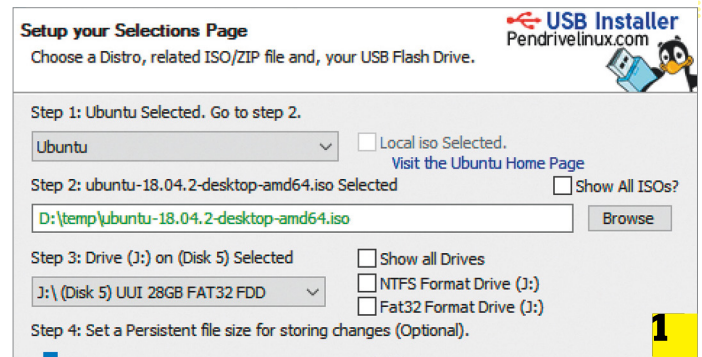 Setup your Selections Page
Choose a Distro, related ISO/ZIP file and, your USB Flash Drive.
USB Installer
Pendrivelinux.com
Step 1: Ubuntu Selected. Go to step 2.
Ubuntu
Local iso Selected.
Visit the Ubuntu Home Page
Step 2: ubuntu-18.04.2-desktop-amd64.iso Selected
Show All ISOs?
D:\temp\ubuntu-18.04.2-desktop-amd64.iso
Browse
Step 3: Drive (J:) on (Disk 5) Selected
Show all Drives
J:\ (Disk 5) UUI 28GB FAT32 FDD
NTFS Format Drive (J:)
Fat32 Format Drive (J:)
Step 4: Set a Persistent file size for storing changes (Optional).
1